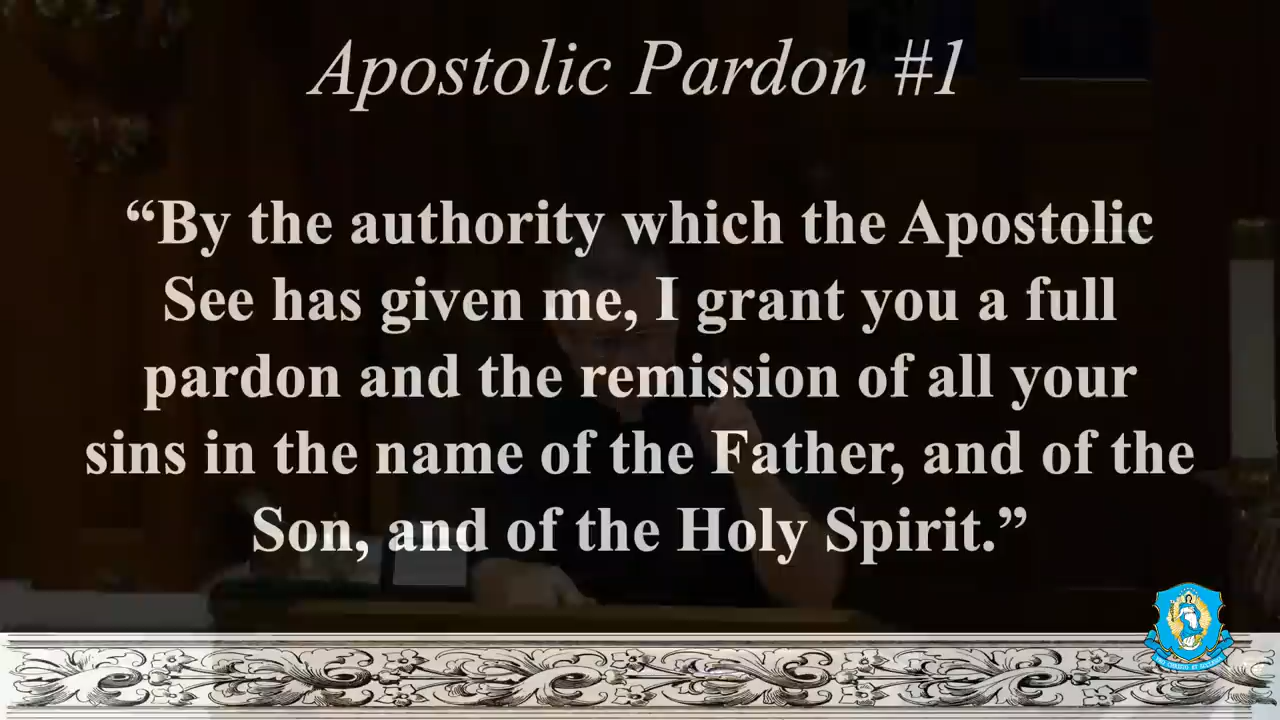 Apostolic Pardon #1
“By the authority which the Apostolic
See has given me, I grant you a full
pardon and the remission of all your
sins in the name of the Father, and of the
Son, and of the Holy Spirit.”